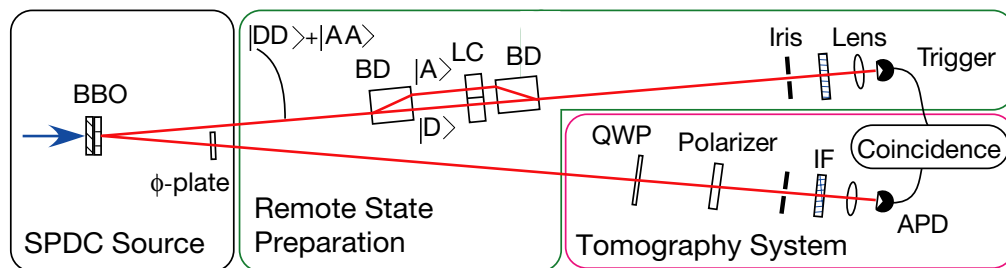 |DD⟩+|AA⟩
BD
|A⟩
LC
BD
Iris
Lens
Trigger
BBO
|D⟩
ϕ-plate
QWP
Polarizer
IF
Coincidence
APD
SPDC Source
Remote State
Preparation
Tomography System